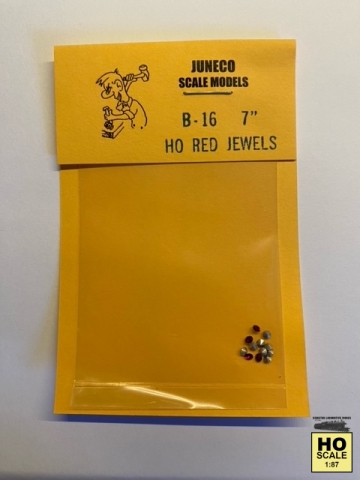 JUNECO
SCALE MODELS
B-16 7"
HO RED JEWELS
HO
SCALE
1:87